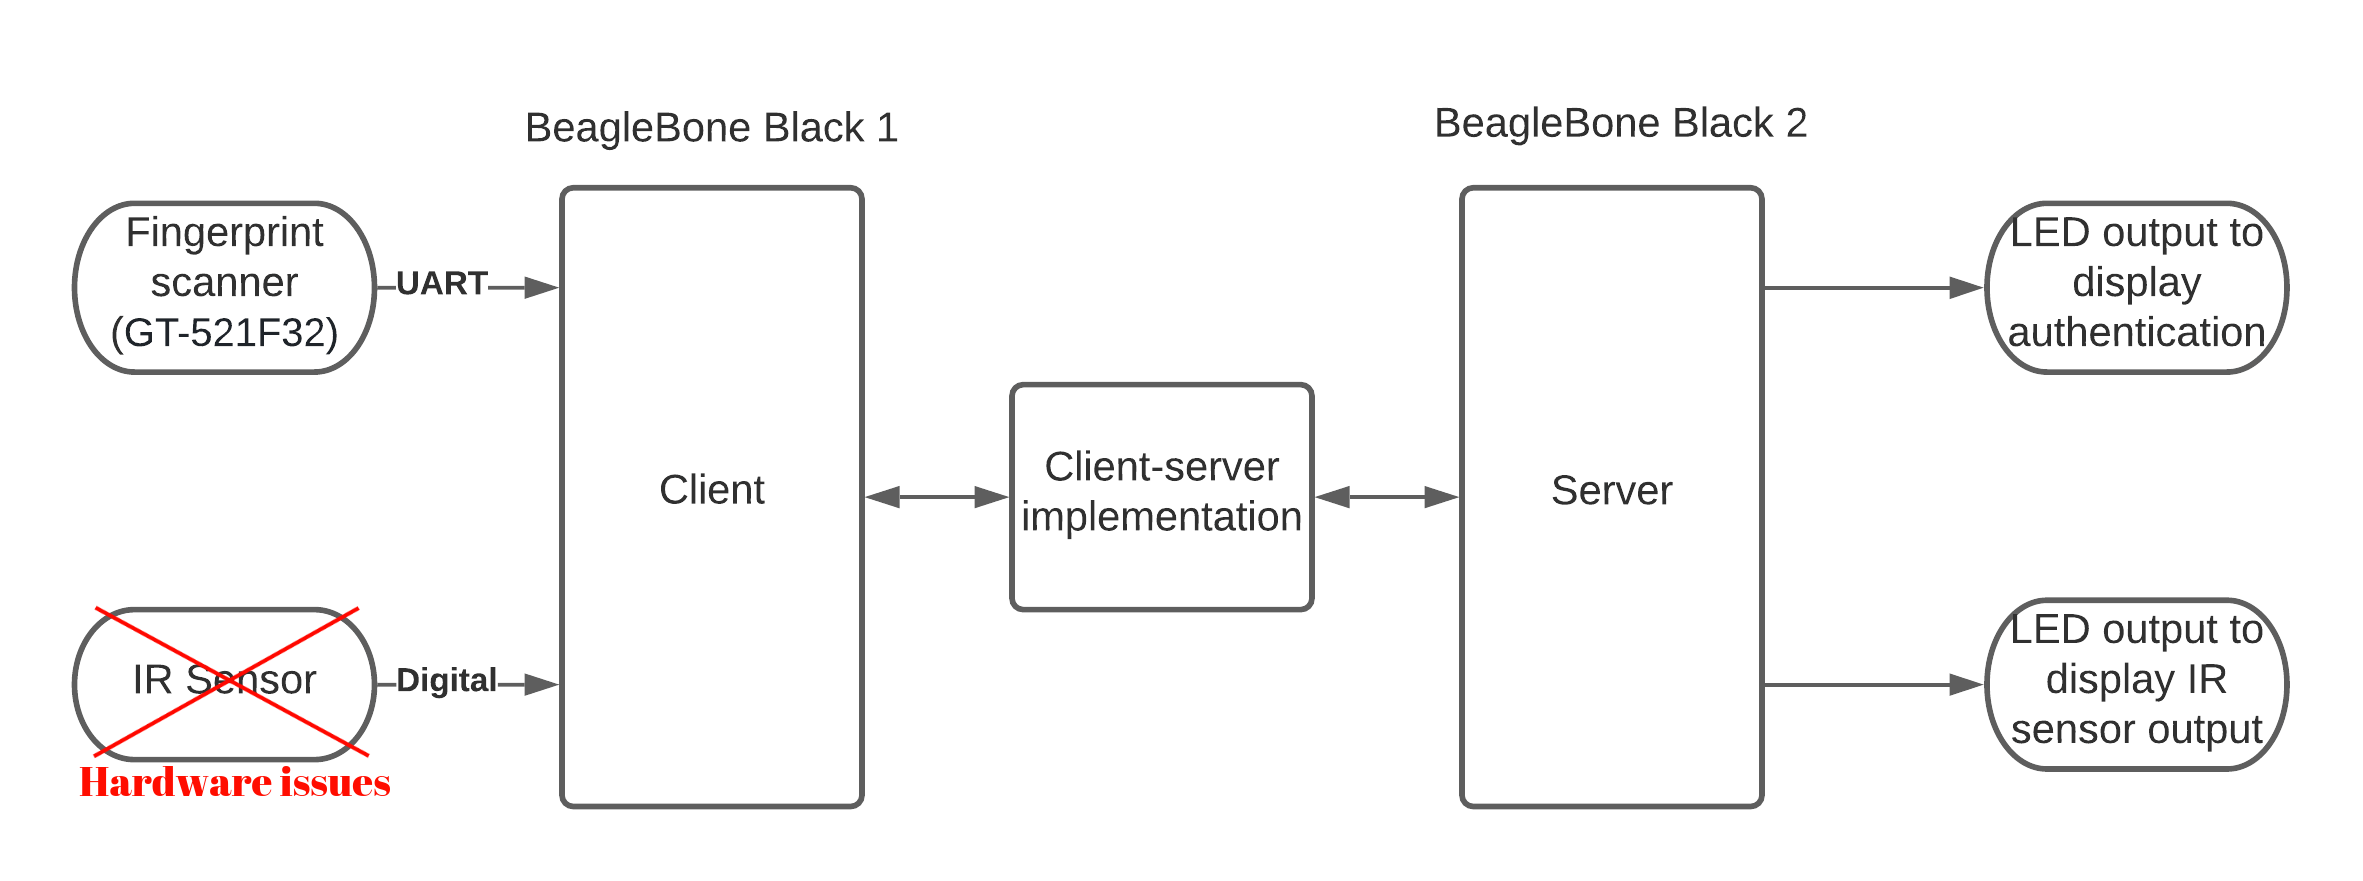 BeagleBone Black 1
BeagleBone Black 2
Fingerprint
scanner
(GT-521F32)
UART
LED output to
display
authentication
Client
Client-server
implementation
Server
IR Sensor
Digital
Hardware issues
LED output to
display IR
sensor output